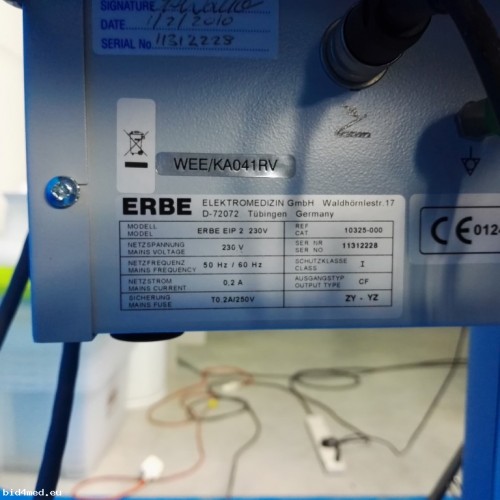 SIGNATURE
DATE 1/2/2010
SERIAL No. 11312228
WEE/KA041RV
ERBE ELEKTROMEDIZIN GmbH Waldhörnlestr.17
D-72072 Tübingen Germany
MODELL
MODEL
ERBE EIP 2 230V
REF
CAT
10325-000
NETZSPANNUNG
MAINS VOLTAGE
230 V
SER NR
SER NO
11312228
NETZFREQUENZ
MAINS FREQUENCY
50 Hz / 60 Hz
SCHUTZKLASSE
CLASS
I
NETZSTROM
MAINS CURRENT
0,2 A
AUSGANGSTYP
OUTPUT TYPE
CF
SICHERUNG
MAINS FUSE
T0,2A/250V
ZY - YZ
CE 0124
bid4med.eu